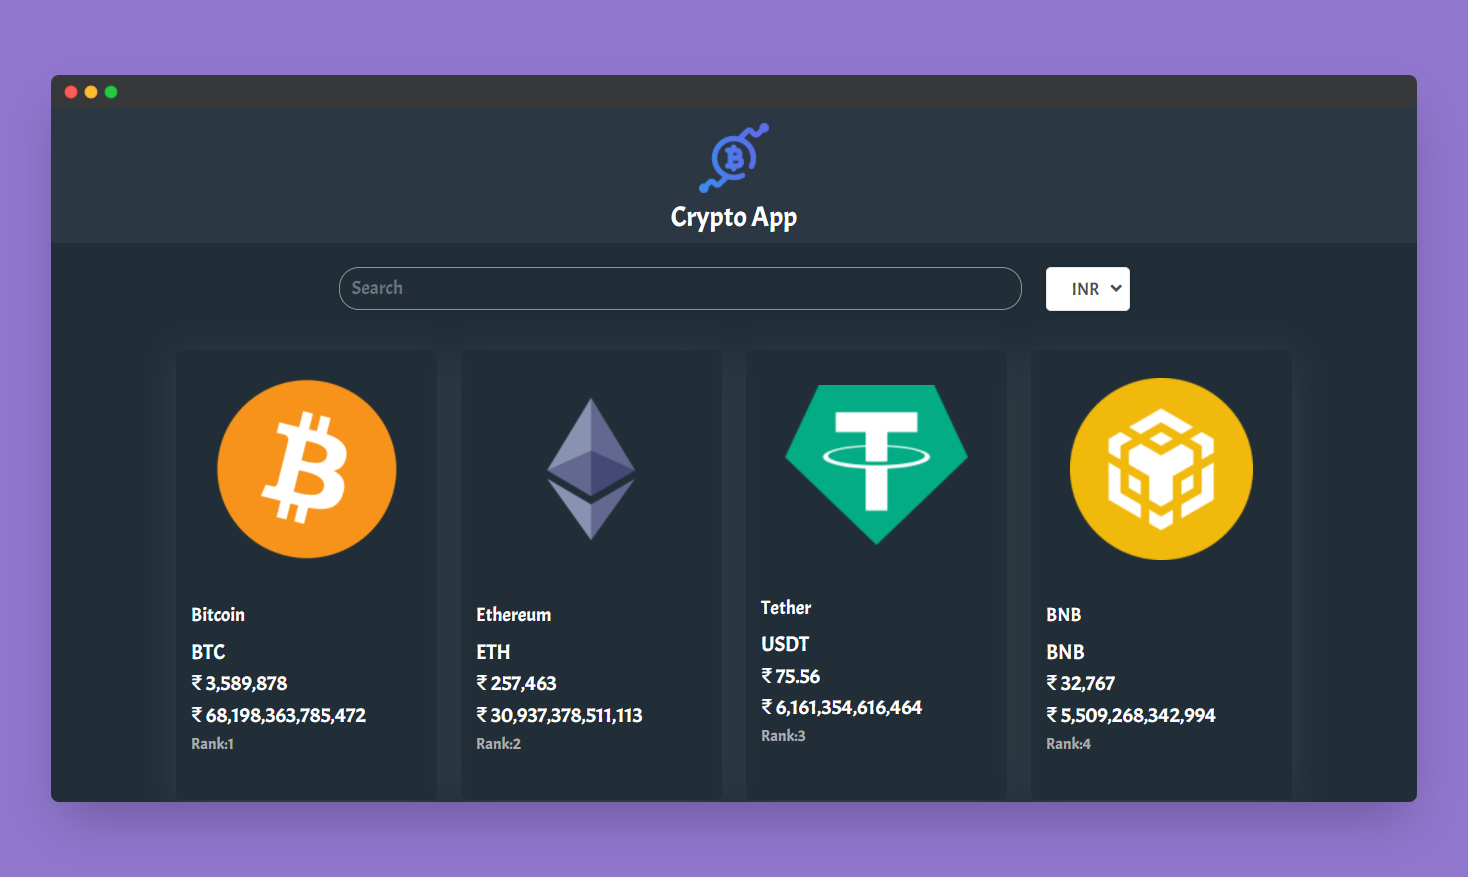 Crypto App
Search
INR
Bitcoin
BTC
₹ 3,589,878
₹ 68,198,363,785,472
Rank:1
Ethereum
ETH
₹ 257,463
₹ 30,937,378,511,113
Rank:2
Tether
USDT
₹ 75.56
₹ 6,161,354,616,464
Rank:3
BNB
BNB
₹ 32,767
₹ 5,509,268,342,994
Rank:4